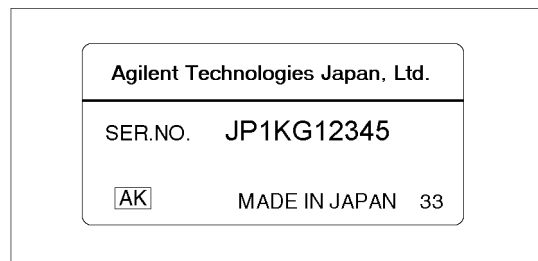 Agilent Technologies Japan, Ltd.
SER.NO. JP1KG12345
AK MADE IN JAPAN 33